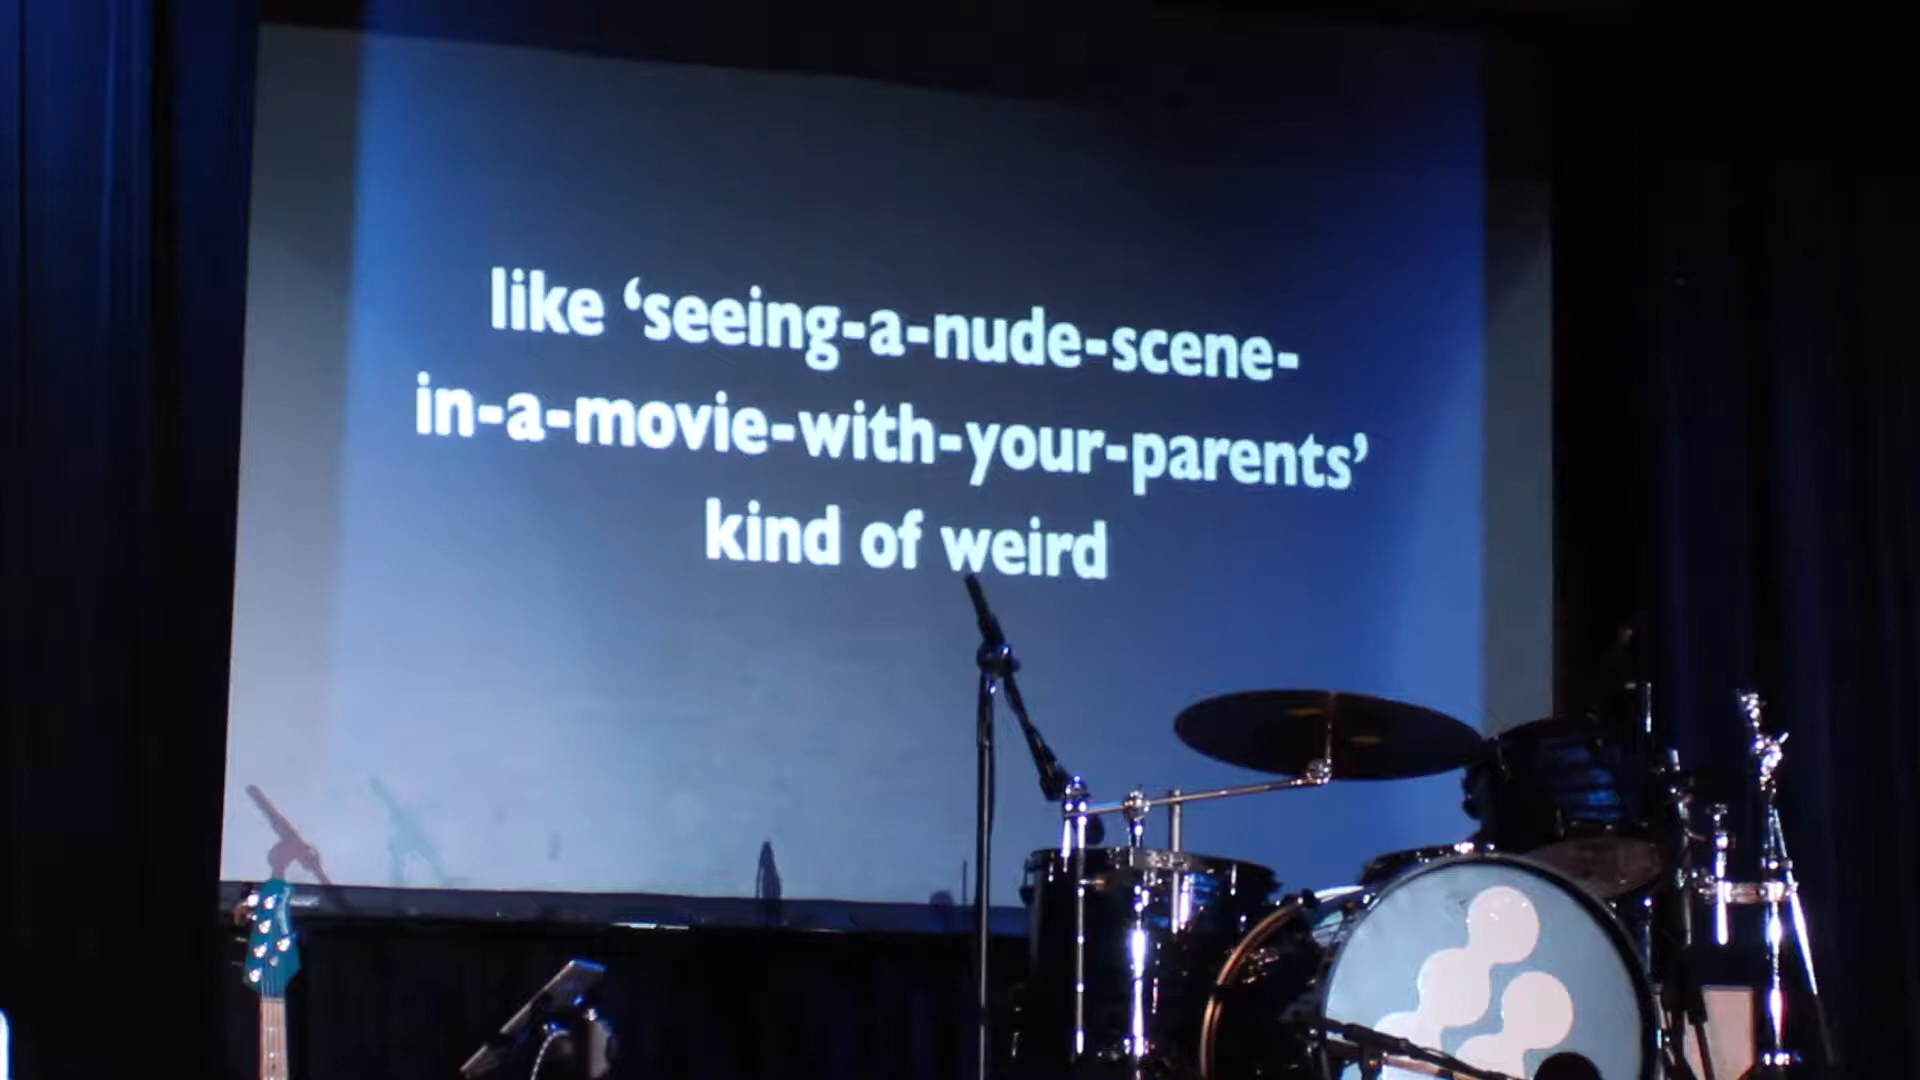 like ‘seeing-a-nude-scene-
in-a-movie-with-your-parents’
kind of weird